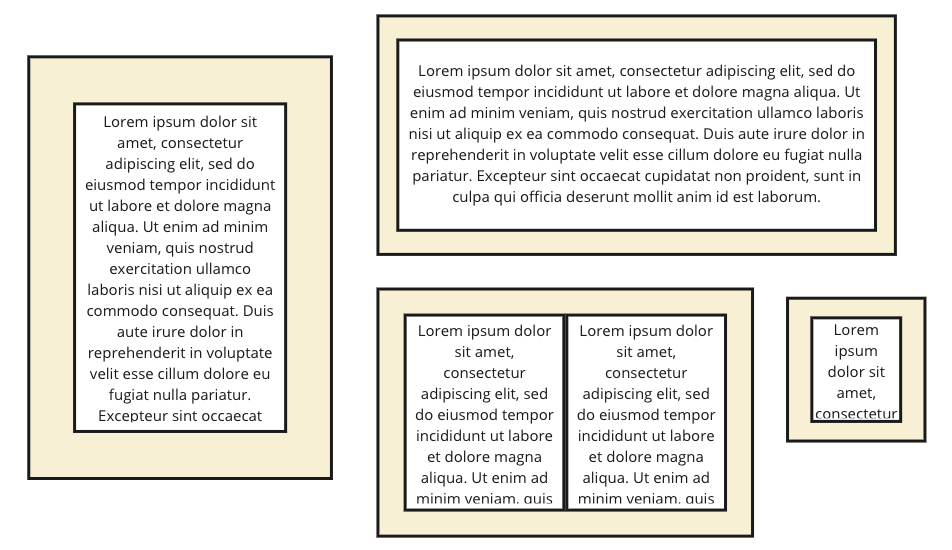 Lorem ipsum dolor sit
amet, consectetur
adipiscing elit, sed do
eiusmod tempor incididunt
ut labore et dolore magna
aliqua. Ut enim ad minim
veniam, quis nostrud
exercitation ullamco
laboris nisi ut aliquip ex ea
commodo consequat. Duis
aute irure dolor in
reprehenderit in voluptate
velit esse cillum dolore eu
fugiat nulla pariatur.
Excepteur sint occaecat
Lorem ipsum dolor sit amet, consectetur adipiscing elit, sed do
eiusmod tempor incididunt ut labore et dolore magna aliqua. Ut
enim ad minim veniam, quis nostrud exercitation ullamco laboris
nisi ut aliquip ex ea commodo consequat. Duis aute irure dolor in
reprehenderit in voluptate velit esse cillum dolore eu fugiat nulla
pariatur. Excepteur sint occaecat cupidatat non proident, sunt in
culpa qui officia deserunt mollit anim id est laborum.
Lorem ipsum dolor
sit amet,
consectetur
adipiscing elit, sed
do eiusmod tempor
incididunt ut labore
et dolore magna
aliqua. Ut enim ad
minim veniam, quis
Lorem ipsum dolor
sit amet,
consectetur
adipiscing elit, sed
do eiusmod tempor
incididunt ut labore
et dolore magna
aliqua. Ut enim ad
minim veniam, quis
Lorem
ipsum
dolor sit
amet,
consectetur